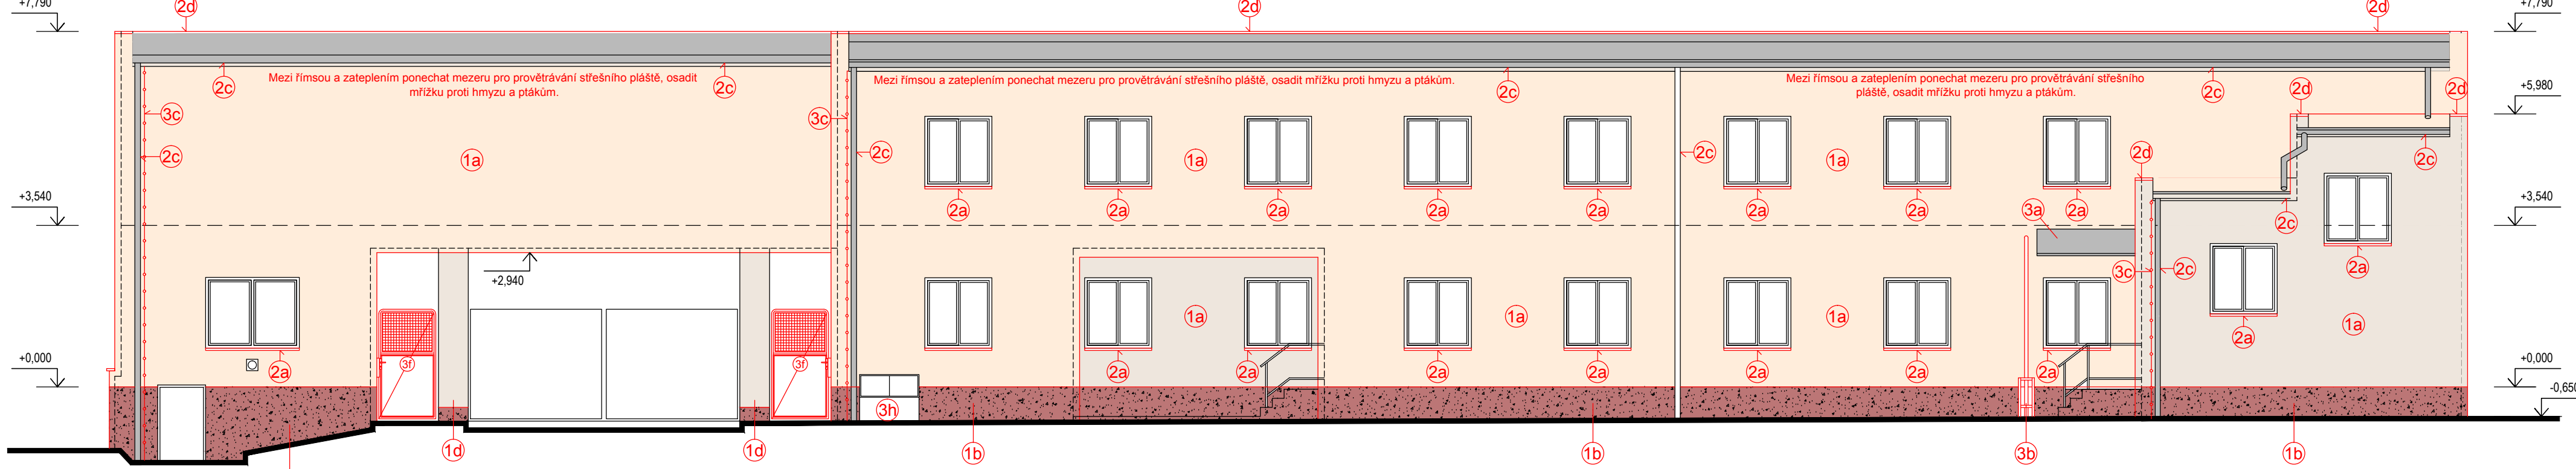 +7,790
2d
2d
2d
+7,790
Mezi římsou a zateplením ponechat mezeru pro provětrávání střešního pláště, osadit
mřížku proti hmyzu a ptákům.
Mezi římsou a zateplením ponechat mezeru pro provětrávání střešního pláště, osadit mřížku proti hmyzu a ptákům.
Mezi římsou a zateplením ponechat mezeru pro provětrávání střešního
pláště, osadit mřížku proti hmyzu a ptákům.
2c
2c
2c
2c
2d
2d
+5,980
3c
3c
2c
1a
2c
1a
2c
1a
2d
2c
+3,540
2a
2a
2a
2a
2a
2a
2a
2a
3a
2c
+3,540
+2,940
3c
2c
2a
1a
1a
1a
1a
2a
+0,000
2a
3f
3f
2a
2a
2a
2a
2a
2a
2a
+0,000
-0,650
3h
1d
1d
1b
1b
3b
1b